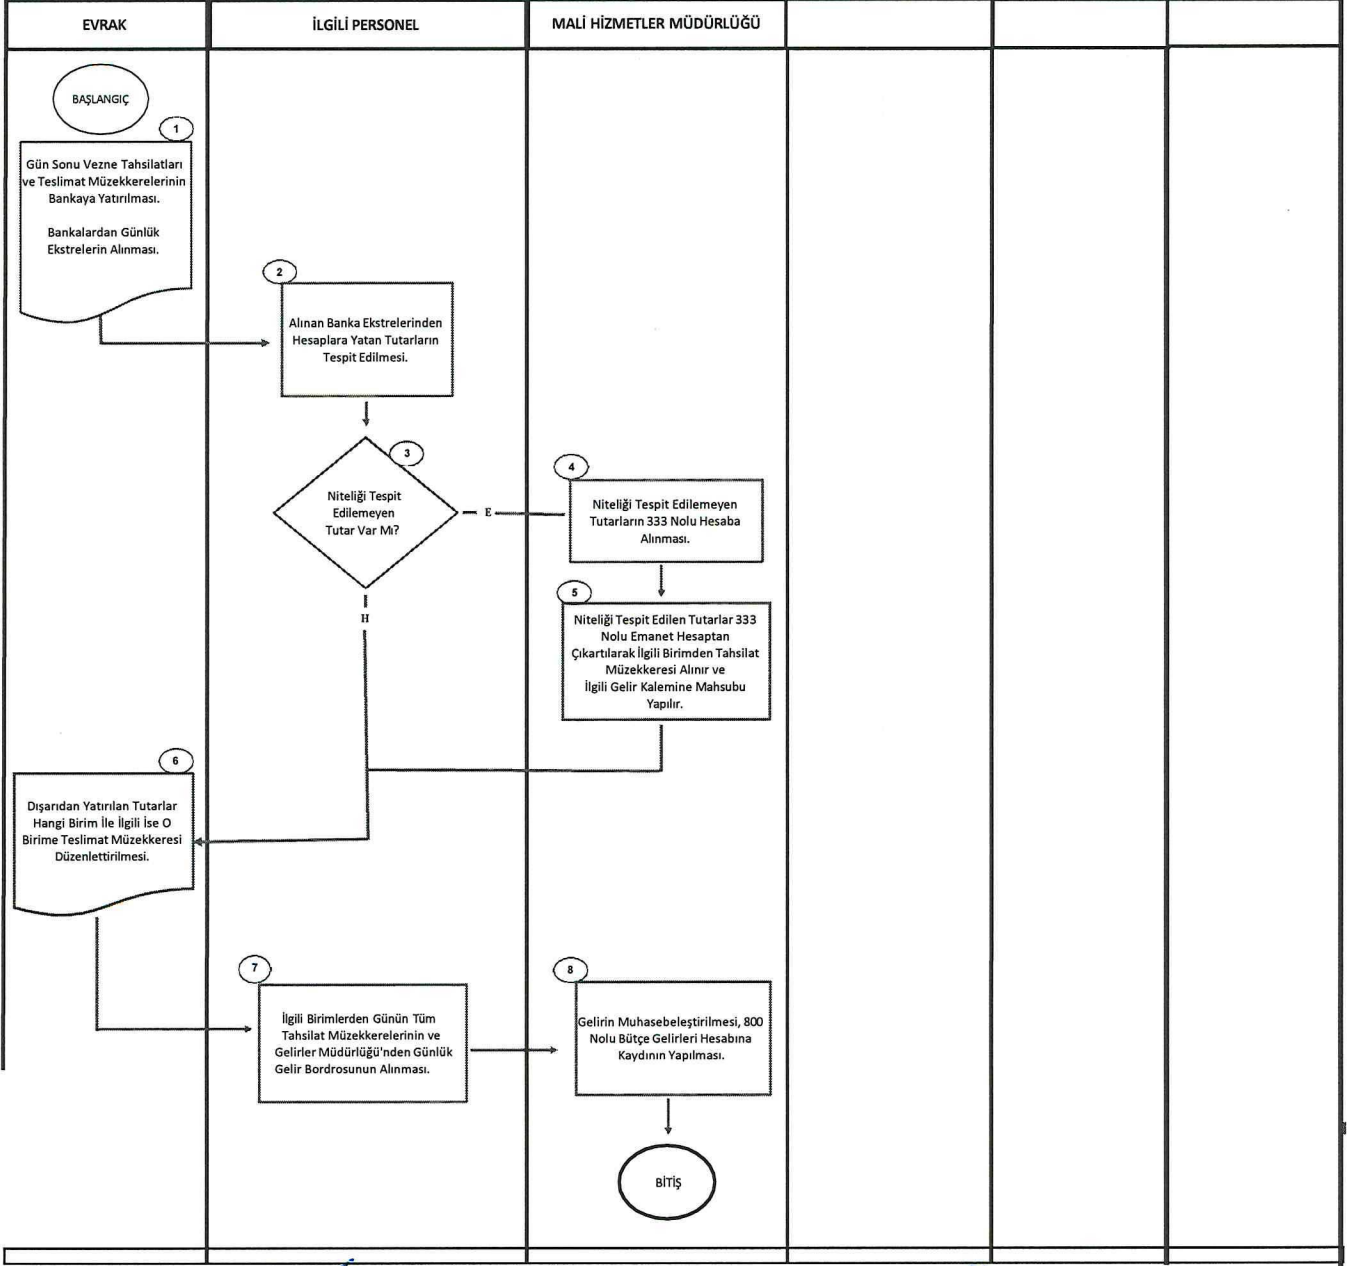 EVRAK
İLGİLİ PERSONEL
MALİ HİZMETLER MÜDÜRLÜĞÜ
BAŞLANGIÇ
1
Gün Sonu Vezne Tahsilatları
ve Teslimat Müzekkerelerinin
Bankaya Yatırılması.
Bankalardan Günlük
Ekstrelerin Alınması.
2
Alınan Banka Ekstrelerinden
Hesaplara Yatan Tutarların
Tespit Edilmesi.
3
Niteliği Tespit
Edilemeyen
Tutar Var Mı?
E
H
4
Niteliği Tespit Edilemeyen
Tutarların 333 Nolu Hesaba
Alınması.
5
Niteliği Tespit Edilen Tutarlar 333
Nolu Emanet Hesaptan
Çıkartılarak İlgili Birimden Tahsilat
Müzekkeresi Alınır ve
İlgili Gelir Kalemine Mahsubu
Yapılır.
6
Dışarıdan Yatırılan Tutarlar
Hangi Birim İle İlgili İse O
Birime Teslimat Müzekkeresi
Düzenlettirilmesi.
7
İlgili Birimlerden Günün Tüm
Tahsilat Müzekkerelerinin ve
Gelirler Müdürlüğü'nden Günlük
Gelir Bordrosunun Alınması.
8
Gelirin Muhasebeleştirilmesi, 800
Nolu Bütçe Gelirleri Hesabına
Kaydının Yapılması.
BİTİŞ